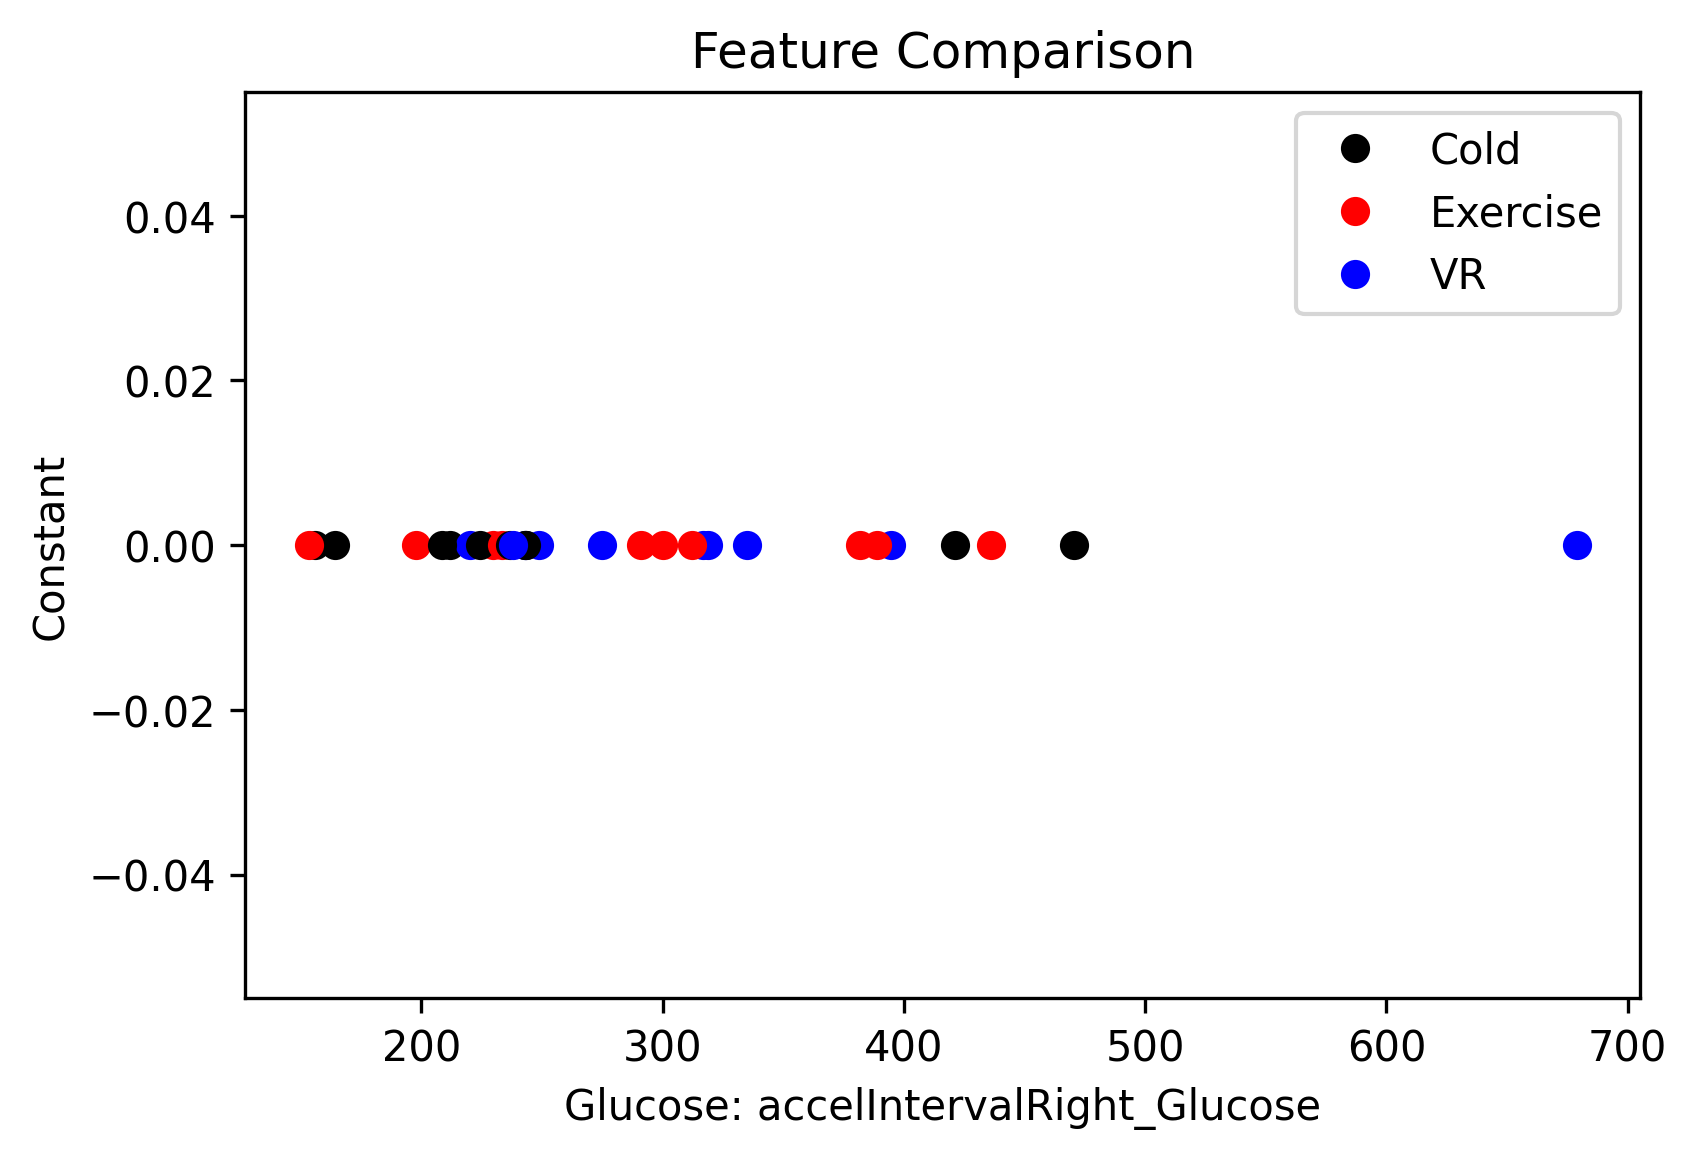 Feature Comparison
Cold
Exercise
VR
0.04
0.02
0.00
−0.02
−0.04
Constant
200
300
400
500
600
700
Glucose: accelIntervalRight_Glucose